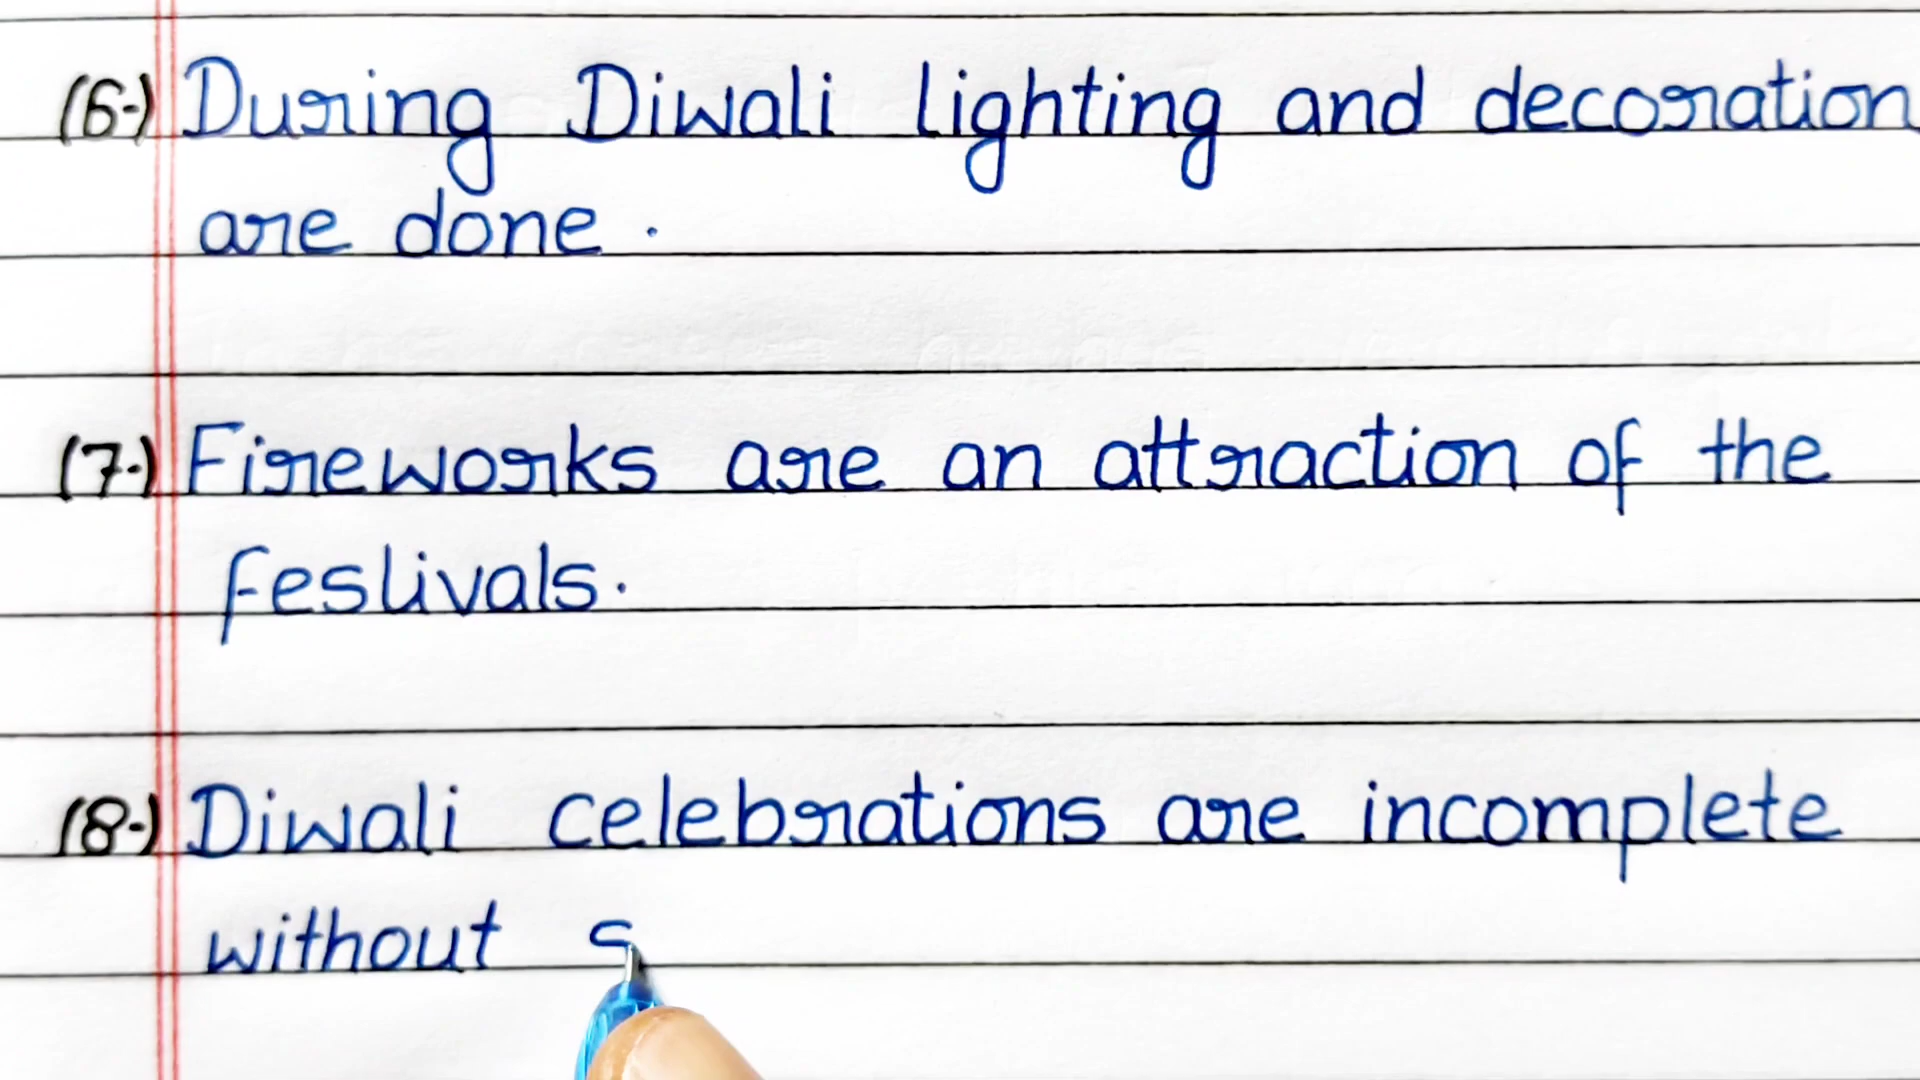 (6.) During Diwali lighting and decoration
are done.
(7.) Fireworks are an attraction of the
festivals.
(8.) Diwali celebrations are incomplete
without s